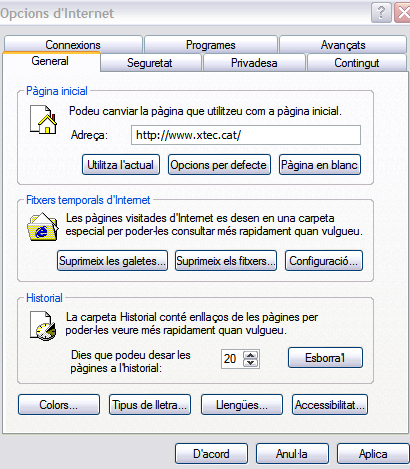 Opcions d'Internet
Connexions Programes Avançats
General Seguretat Privadesa Contingut
Pàgina inicial
Podeu canviar la pàgina que utilitzeu com a pàgina inicial.
Adreça: http://www.xtec.cat/
Utilitza l'actual Opcions per defecte Pàgina en blanc
Fitxers temporals d'Internet
Les pàgines visitades d'Internet es desen en una carpeta
especial per poder-les consultar més rapidament quan vulgueu.
Suprimeix les galetes... Suprimeix els fitxers... Configuració...
Historial
La carpeta Historial conté enllaços de les pàgines per
poder-les veure més rapidament quan vulgueu.
Dies que podeu desar les
pàgines a l'historial: 20 Esborra'l
Colors... Tipus de lletra... Llengües... Accessibilitat...
D'acord Anul·la Aplica